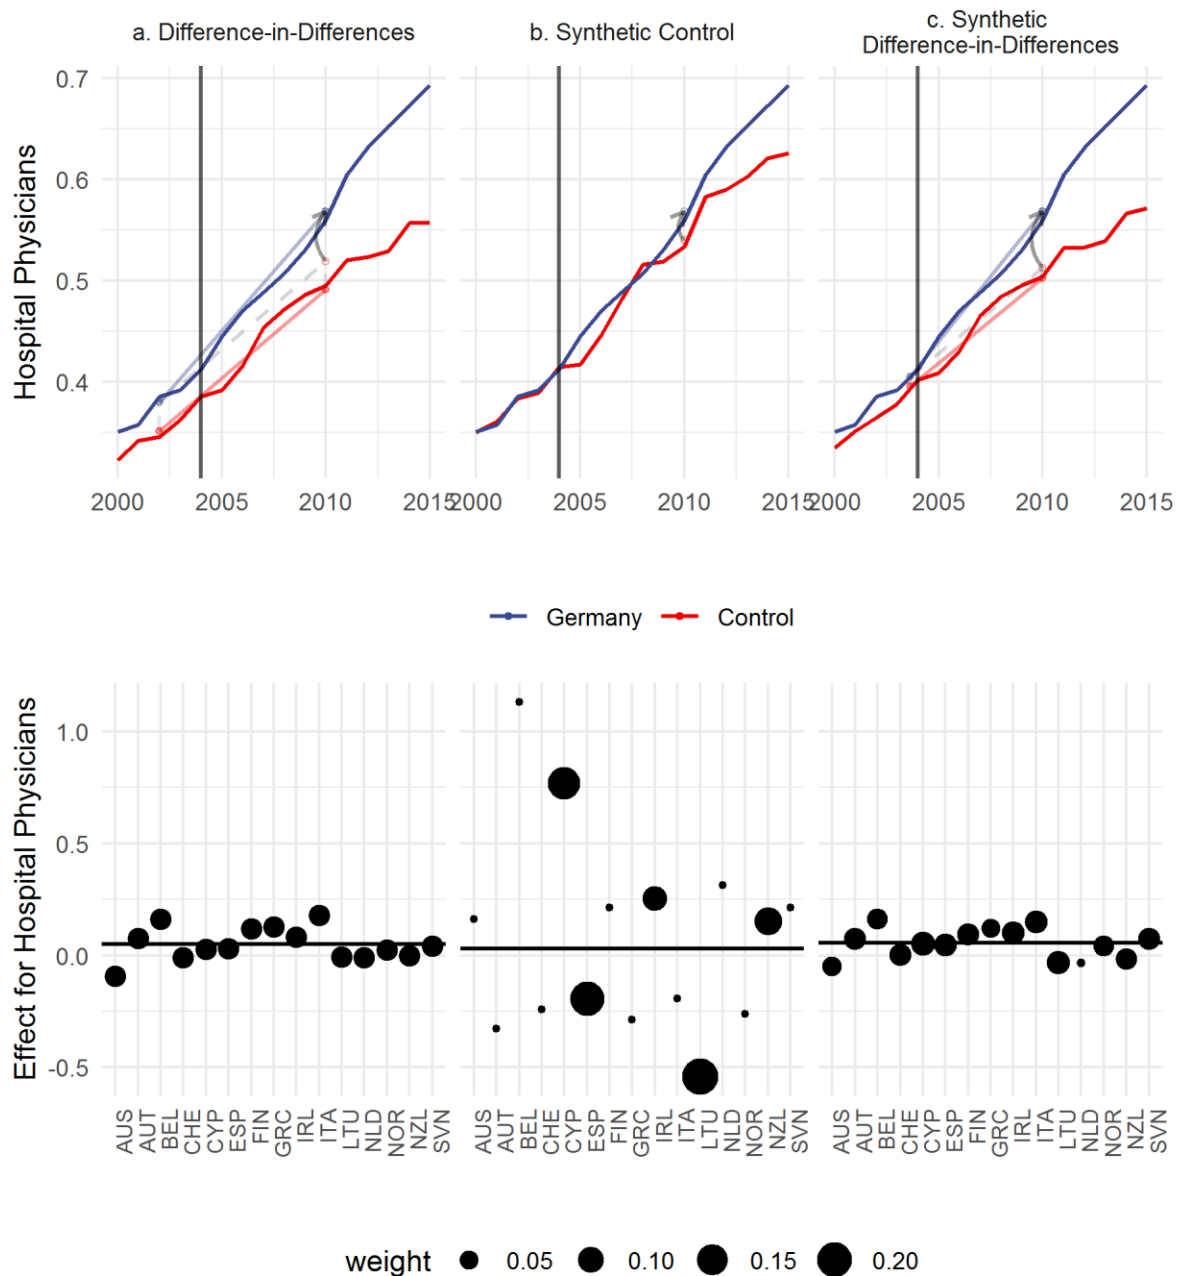 a. Difference-in-Differences
b. Synthetic Control
c. Synthetic
Difference-in-Differences
Hospital Physicians
0.7
0.6
0.5
0.4
2000 2005 2010 2015
2000 2005 2010 2015
2000 2005 2010 2015
Germany Control
Effect for Hospital Physicians
1.0
0.5
0.0
-0.5
AUS AUT BEL CHE CYP ESP FIN GRC IRL ITA LTU NLD NOR NZL SVN
AUS AUT BEL CHE CYP ESP FIN GRC IRL ITA LTU NLD NOR NZL SVN
AUS AUT BEL CHE CYP ESP FIN GRC IRL ITA LTU NLD NOR NZL SVN
weight 0.05 0.10 0.15 0.20